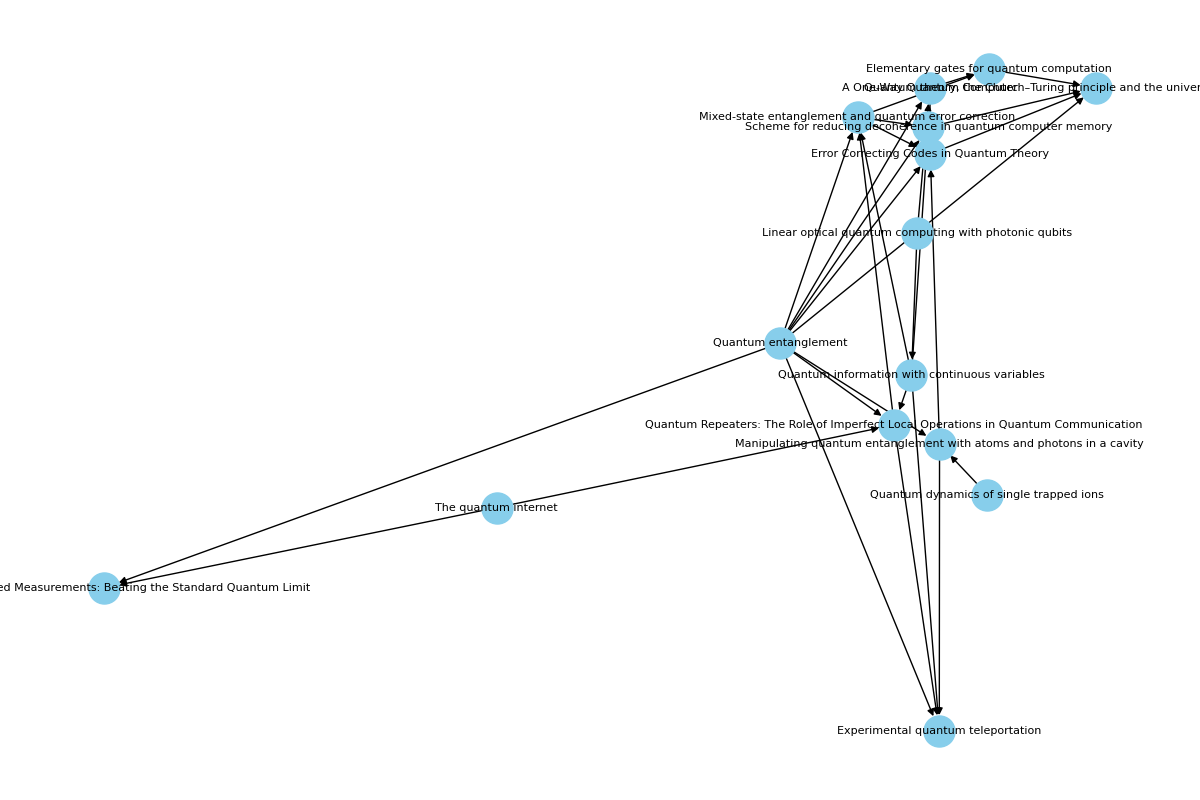 Elementary gates for quantum computation
A One-Way Quantum Computer
Quantum theory, the Church–Turing principle and the univer
Mixed-state entanglement and quantum error correction
Scheme for reducing decoherence in quantum computer memory
Error Correcting Codes in Quantum Theory
Linear optical quantum computing with photonic qubits
Quantum entanglement
Quantum information with continuous variables
Quantum Repeaters: The Role of Imperfect Local Operations in Quantum Communication
Manipulating quantum entanglement with atoms and photons in a cavity
Quantum dynamics of single trapped ions
The quantum internet
ed Measurements: Beating the Standard Quantum Limit
Experimental quantum teleportation